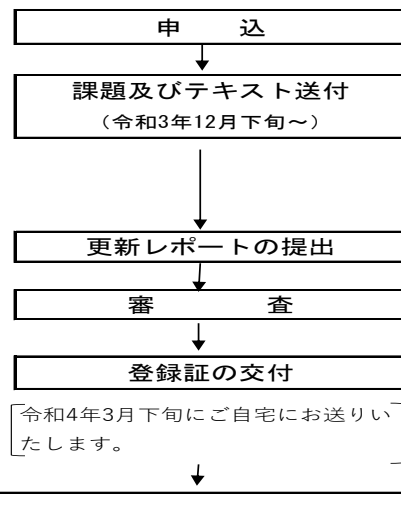 申　　込
課題及びテキスト送付
（令和3年12月下旬～）
更新レポートの提出
審　　　査
登録証の交付
令和4年3月下旬にご自宅にお送りい
たします。